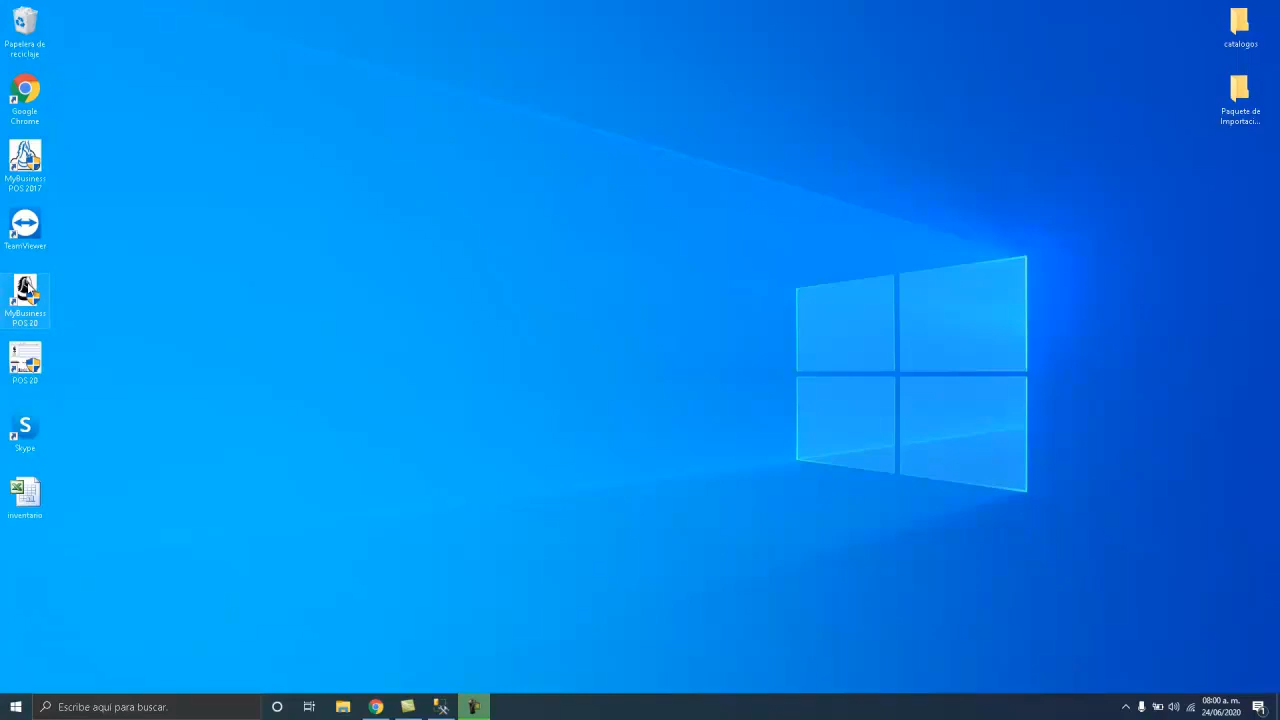 Papelera de
reciclaje
Google
Chrome
MyBusiness
POS 2017
TeamViewer
MyBusiness
POS 20
POS 20
S
Skype
inventario
catalogos
Paquete de
Importaci...
Escribe aquí para buscar.
08:00 a. m.
24/06/2020
1